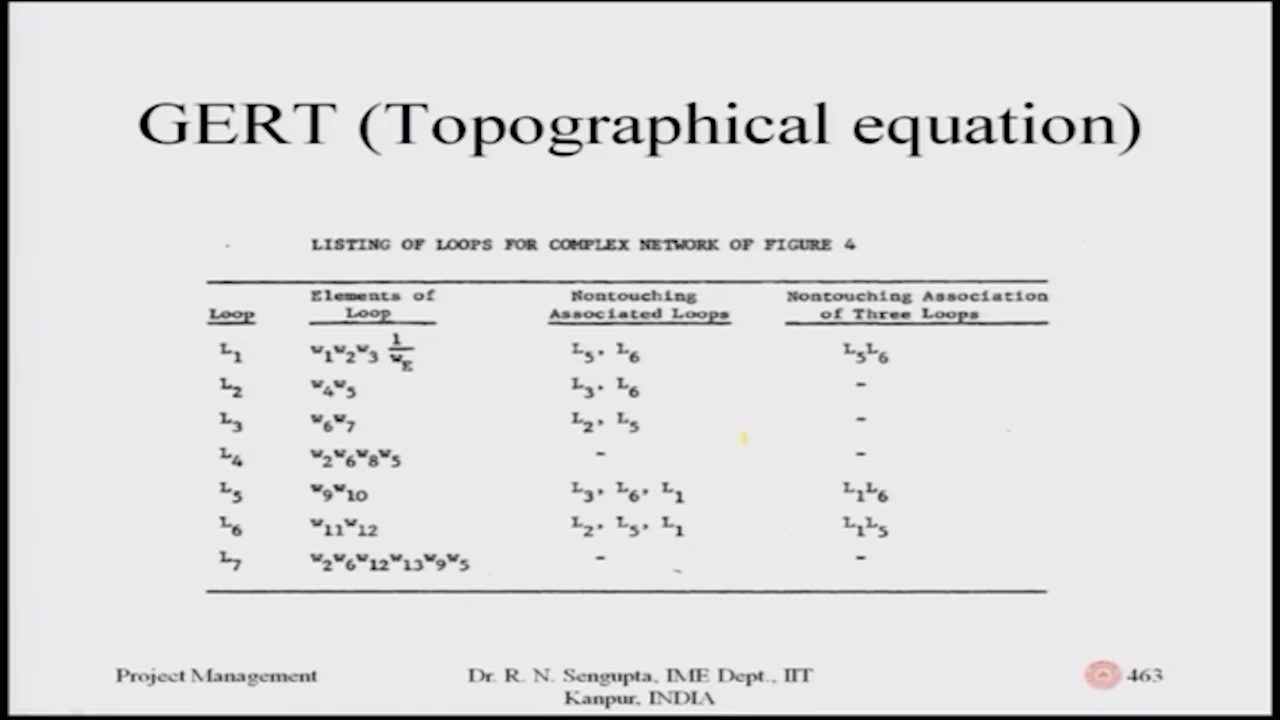 GERT (Topographical equation)
LISTING OF LOOPS FOR COMPLEX NETWORK OF FIGURE 4
Loop Elements of Loop Nontouching Associated Loops Nontouching Association of Three Loops
L1 w1w2w3 1/wE L5, L6 L5L6
L2 w4w5 L3, L6 -
L3 w6w7 L2, L5 -
L4 w2w6w8w5 - -
L5 w9w10 L3, L6, L1 L1L6
L6 w11w12 L2, L5, L1 L1L5
L7 w2w6w12w13w9w5 - -
Project Management Dr. R. N. Sengupta, IME Dept., IIT 463
Kanpur, INDIA